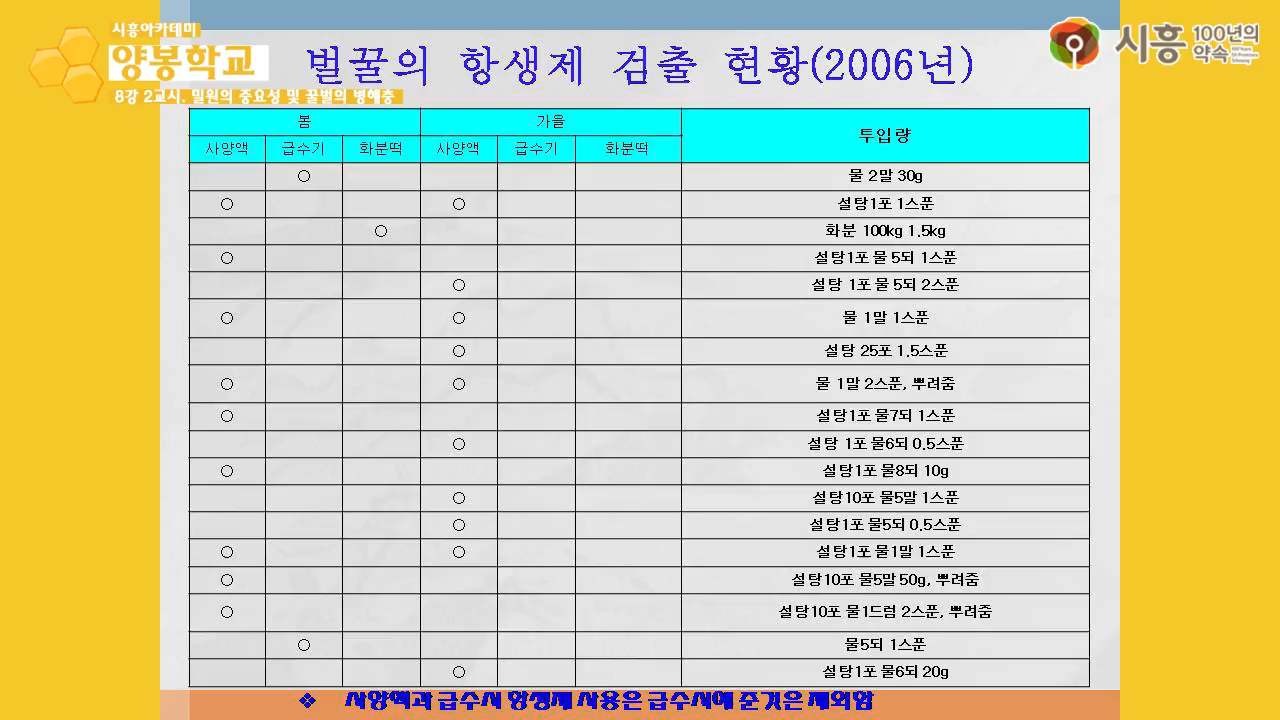 시흥아카데미
양봉학교
8강 2교시. 밀원의 중요성 및 꿀벌의 병해충
시흥 100년의 약속
벌꿀의 항생제 검출 현황(2006년)
봄 가을 투입량
사양액 급수기 화분떡 사양액 급수기 화분떡
○ 물 2말 30g
○ ○ 설탕1포 1스푼
○ 화분 100kg 1.5kg
○ 설탕1포 물 5되 1스푼
○ 설탕 1포 물 5되 2스푼
○ ○ 물 1말 1스푼
○ 설탕 25포 1.5스푼
○ ○ 물 1말 2스푼, 뿌려줌
○ 설탕1포 물7되 1스푼
○ 설탕 1포 물6되 0.5스푼
○ 설탕1포 물8되 10g
○ 설탕10포 물5말 1스푼
○ 설탕1포 물5되 0.5스푼
○ ○ 설탕1포 물1말 1스푼
○ 설탕10포 물5말 50g, 뿌려줌
○ 설탕10포 물1드럼 2스푼, 뿌려줌
○ 물5되 1스푼
○ 설탕1포 물6되 20g
❖ 사양액과 급수시 항생제 사용은 급수시에 준것은 제외함